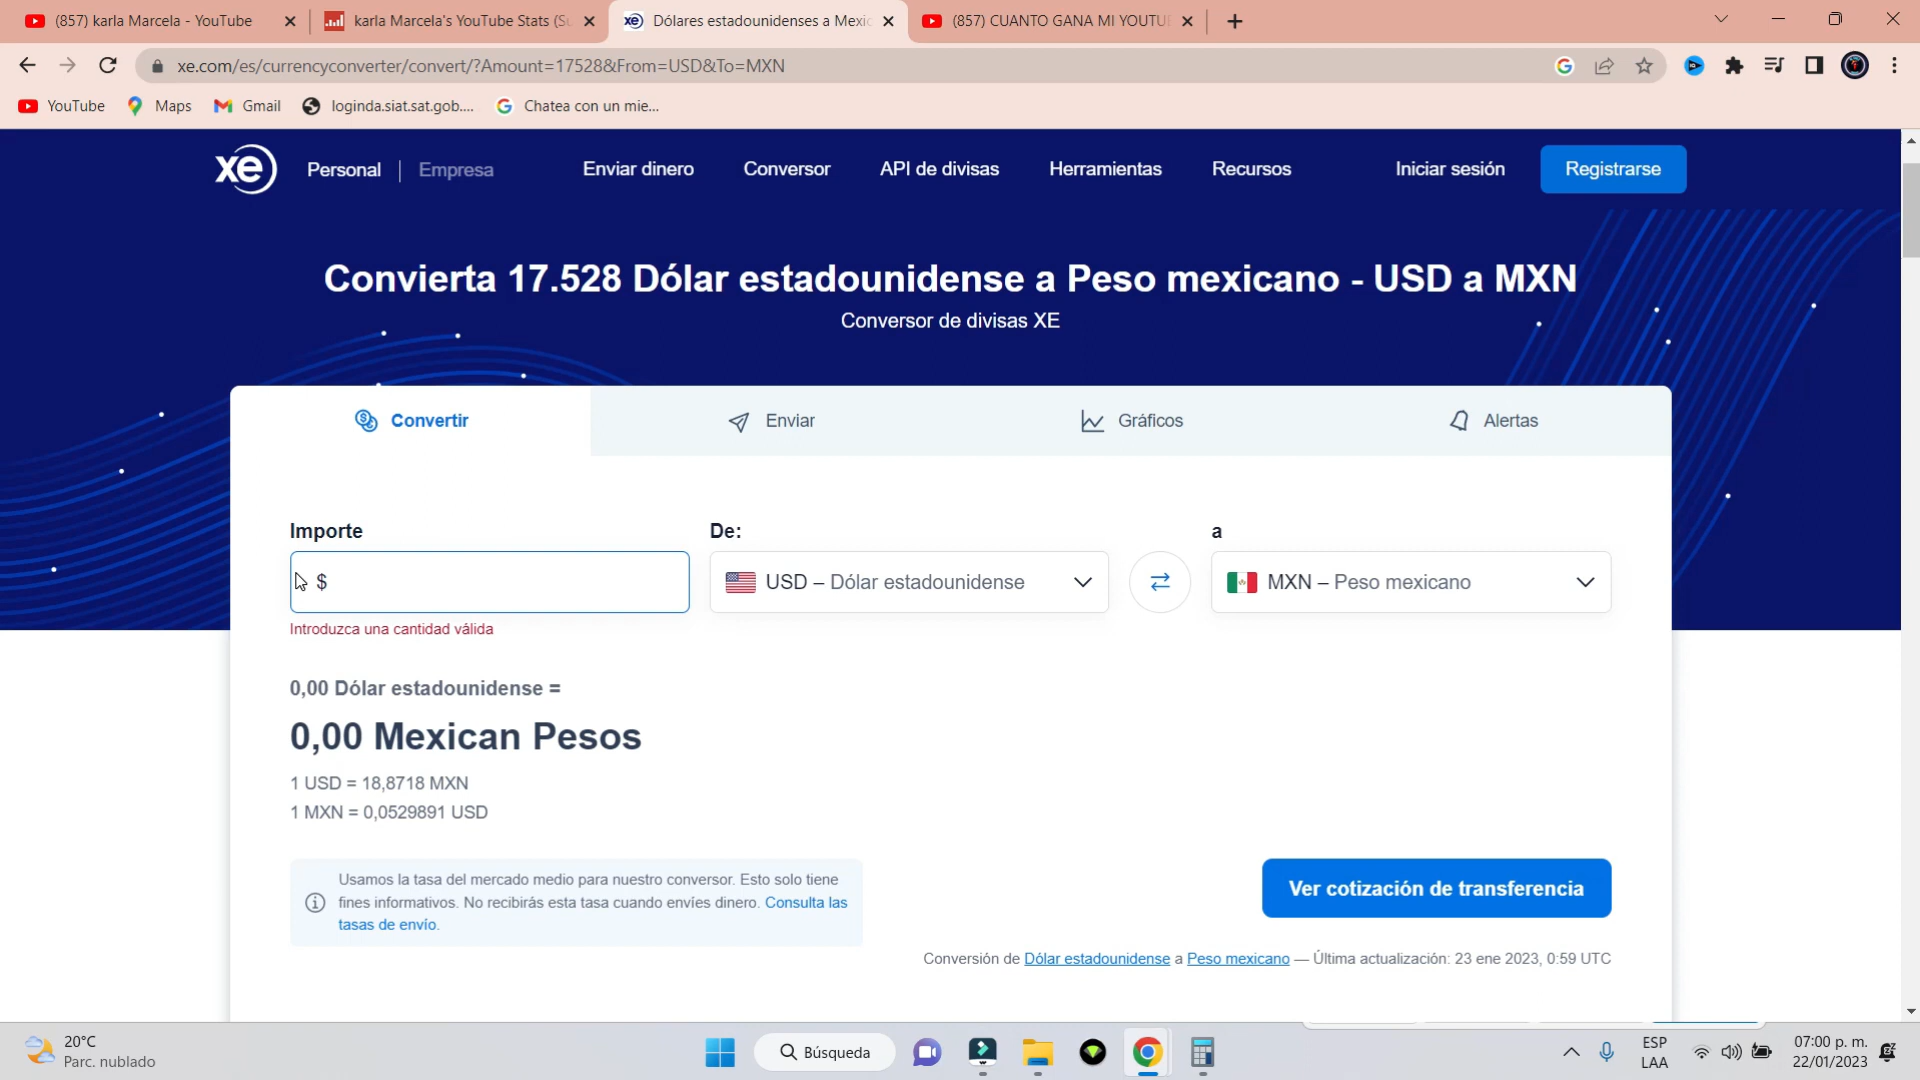 (857) karla Marcela - YouTube
karla Marcela's YouTube Stats (Su
xe
Dólares estadounidenses a Mexic
(857) CUANTO GANA MI YOUTUB
xe.com/es/currencyconverter/convert/?Amount=17528&From=USD&To=MXN
YouTube
Maps
Gmail
loginda.siat.sat.gob....
Chatea con un mie...
xe
Personal
Empresa
Enviar dinero
Conversor
API de divisas
Herramientas
Recursos
Iniciar sesión
Registrarse
Convierta 17.528 Dólar estadounidense a Peso mexicano - USD a MXN
Conversor de divisas XE
Convertir
Enviar
Gráficos
Alertas
Importe
De:
a
$
USD – Dólar estadounidense
MXN – Peso mexicano
Introduzca una cantidad válida
0,00 Dólar estadounidense =
0,00 Mexican Pesos
1 USD = 18,8718 MXN
1 MXN = 0,0529891 USD
Usamos la tasa del mercado medio para nuestro conversor. Esto solo tiene
fines informativos. No recibirás esta tasa cuando envíes dinero. Consulta las
tasas de envío.
Ver cotización de transferencia
Conversión de Dólar estadounidense a Peso mexicano — Última actualización: 23 ene 2023, 0:59 UTC
20°C
Parc. nublado
Búsqueda
ESP
LAA
07:00 p. m.
22/01/2023